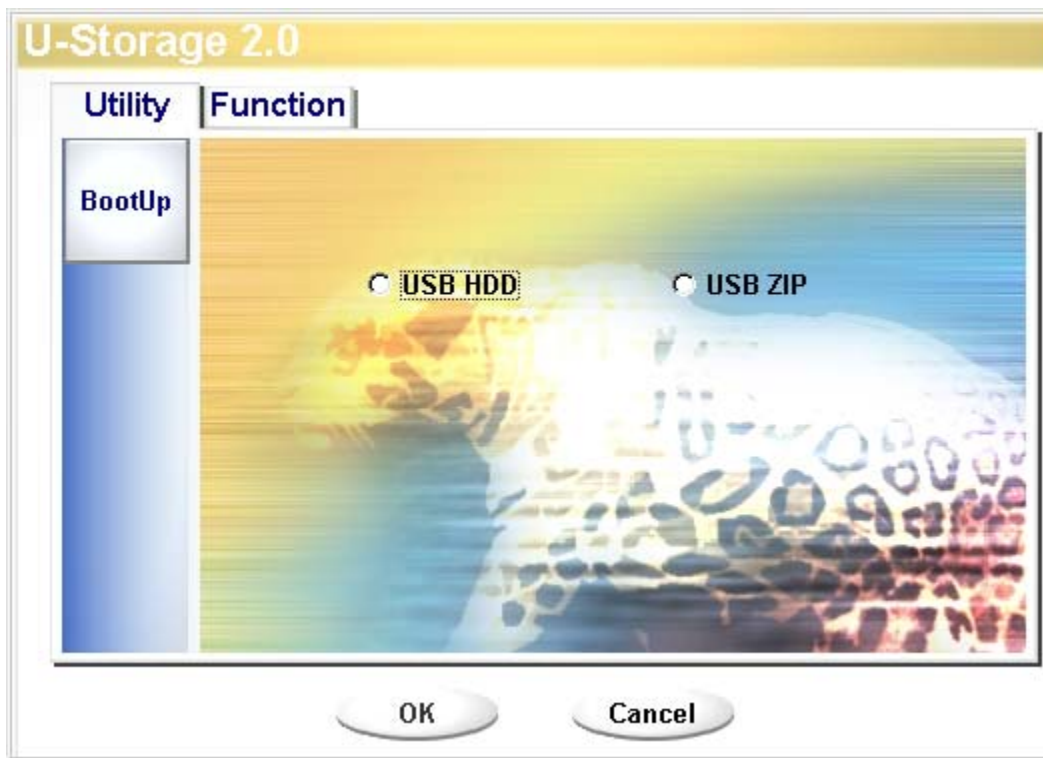 U-Storage 2.0
Utility Function
BootUp
USB HDD USB ZIP
OK Cancel